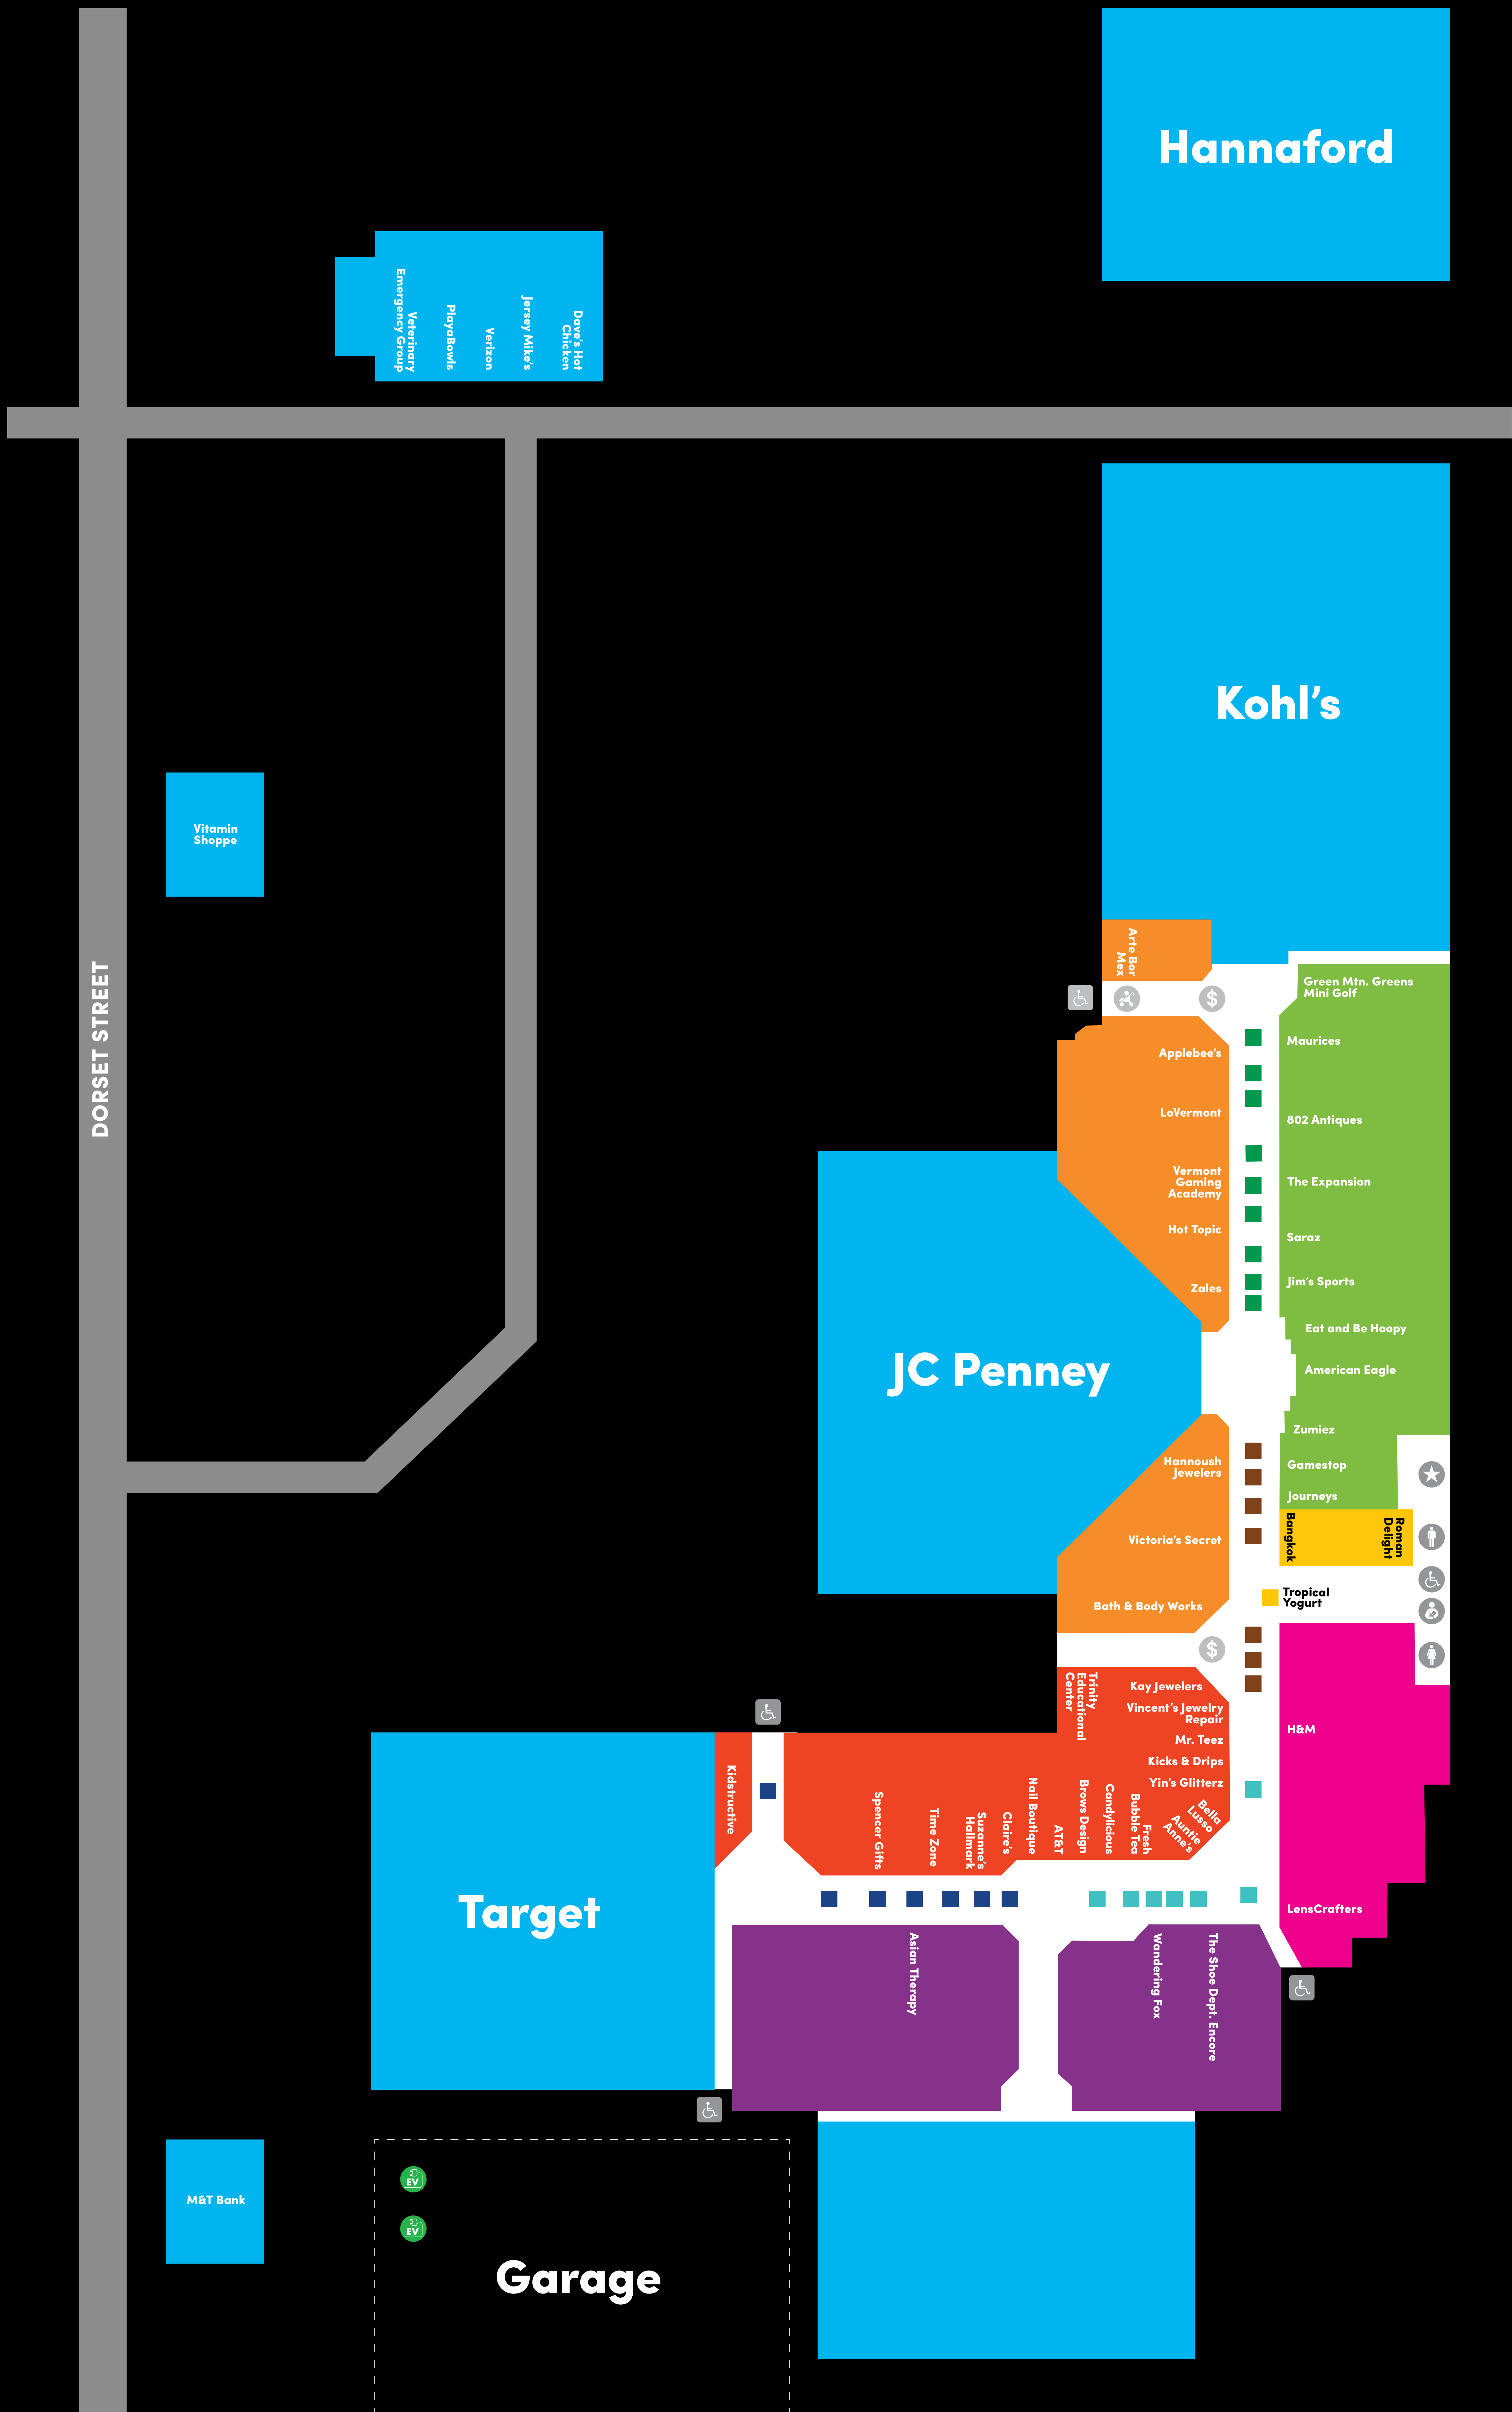 Hannaford
Veterinary
Emergency Group
PlayaBowls
Verizon
Jersey Mike's
Dave's Hot
Chicken
Kohl's
Vitamin
Shoppe
DORSET STREET
Arte Bar
Mex
$
Green Mtn. Greens
Mini Golf
Maurices
Applebee's
LoVermont
802 Antiques
Vermont
Gaming
Academy
The Expansion
Hot Topic
Saraz
Zales
Jim's Sports
Eat and Be Hoopy
JC Penney
American Eagle
Zumiez
Hannoush
Jewelers
Gamestop
Journeys
Bangkok
Roman
Delight
Victoria's Secret
Tropical
Yogurt
Bath & Body Works
$
Trinity
Educational
Center
Kay Jewelers
Vincent's Jewelry
Repair
Mr. Teez
Kicks & Drips
Yin's Glitterz
H&M
Kidstructive
Spencer Gifts
Time Zone
Suzanne's
Hallmark
Claire's
Nail Boutique
AT&T
Brows Design
Candylicious
Fresh
Bubble Tea
Bella
Lusso
Auntie
Anne's
Target
LensCrafters
Asian Therapy
Wandering Fox
The Shoe Dept. Encore
M&T Bank
EV
EV
Garage